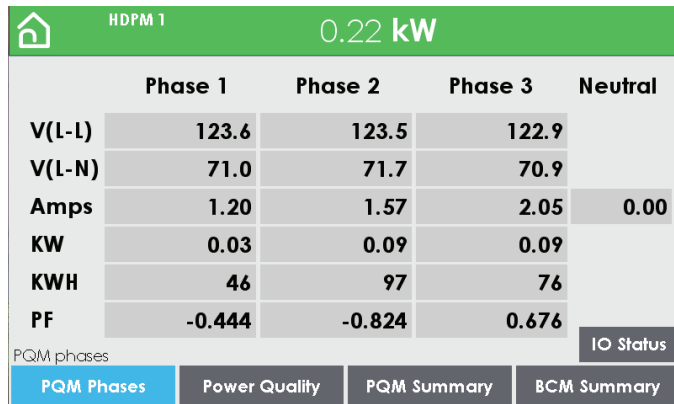 HDPM 1
0.22 kW
Phase 1 Phase 2 Phase 3 Neutral
V(L-L) 123.6 123.5 122.9
V(L-N) 71.0 71.7 70.9
Amps 1.20 1.57 2.05 0.00
KW 0.03 0.09 0.09
KWH 46 97 76
PF -0.444 -0.824 0.676
IO Status
PQM phases
PQM Phases Power Quality PQM Summary BCM Summary